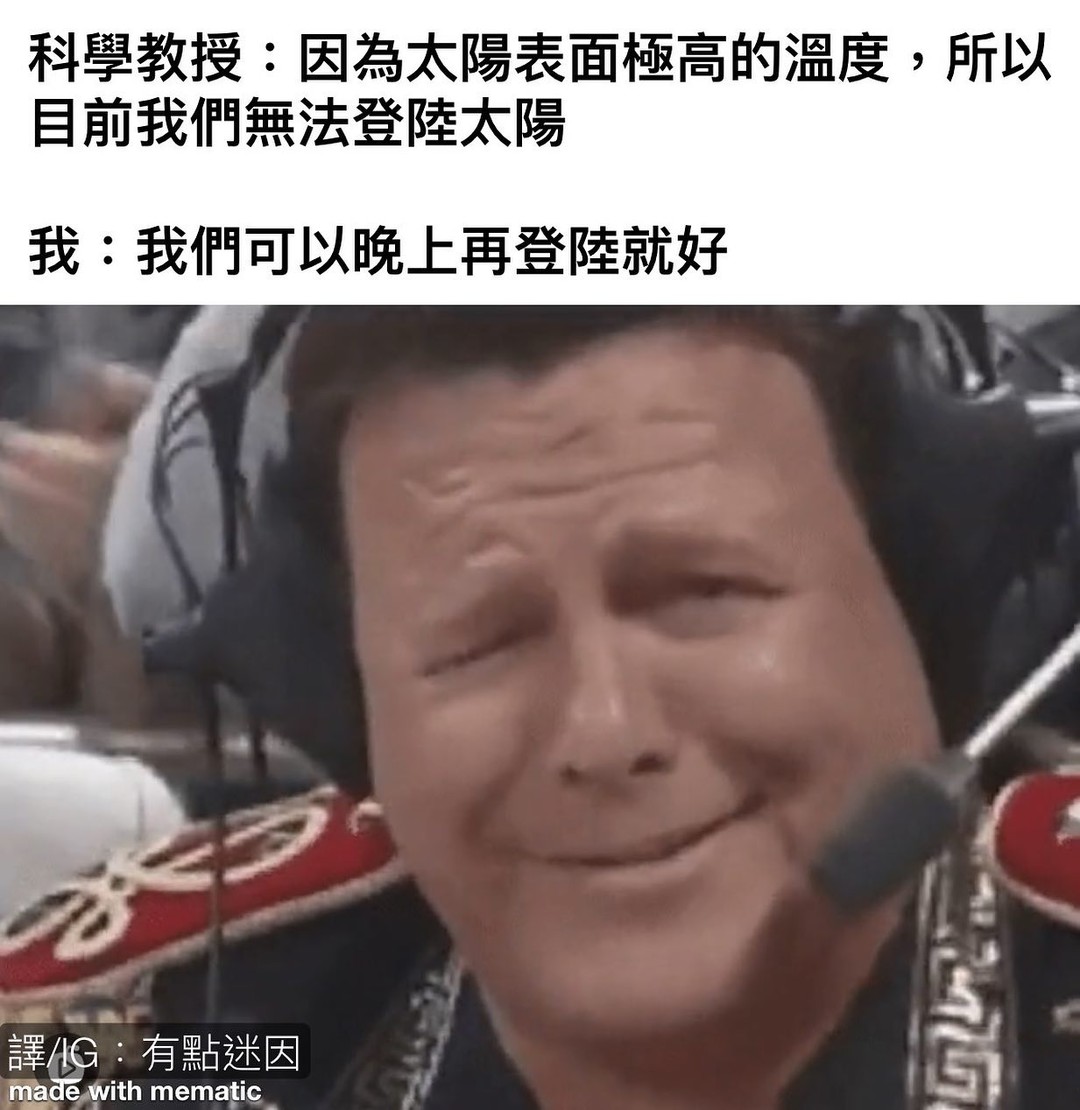 科學教授：因為太陽表面極高的溫度，所以
目前我們無法登陸太陽
我：我們可以晚上再登陸就好
譯/IG：有點迷因
made with mematic